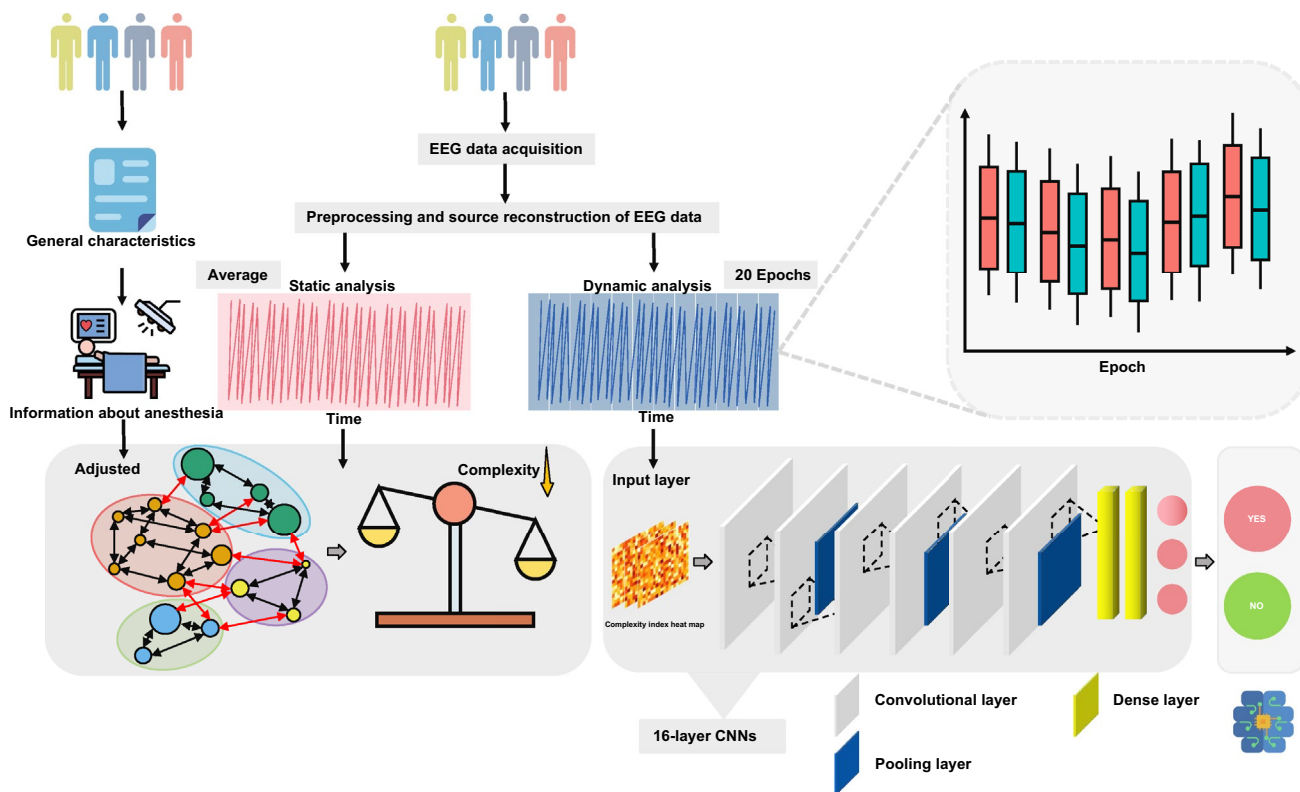 EEG data acquisition
Preprocessing and source reconstruction of EEG data
General characteristics
Average
Static analysis
Dynamic analysis
20 Epochs
Epoch
Information about anesthesia
Time
Time
Adjusted
Complexity
Input layer
Complexity index heat map
YES
NO
Convolutional layer
Dense layer
16-layer CNNs
Pooling layer